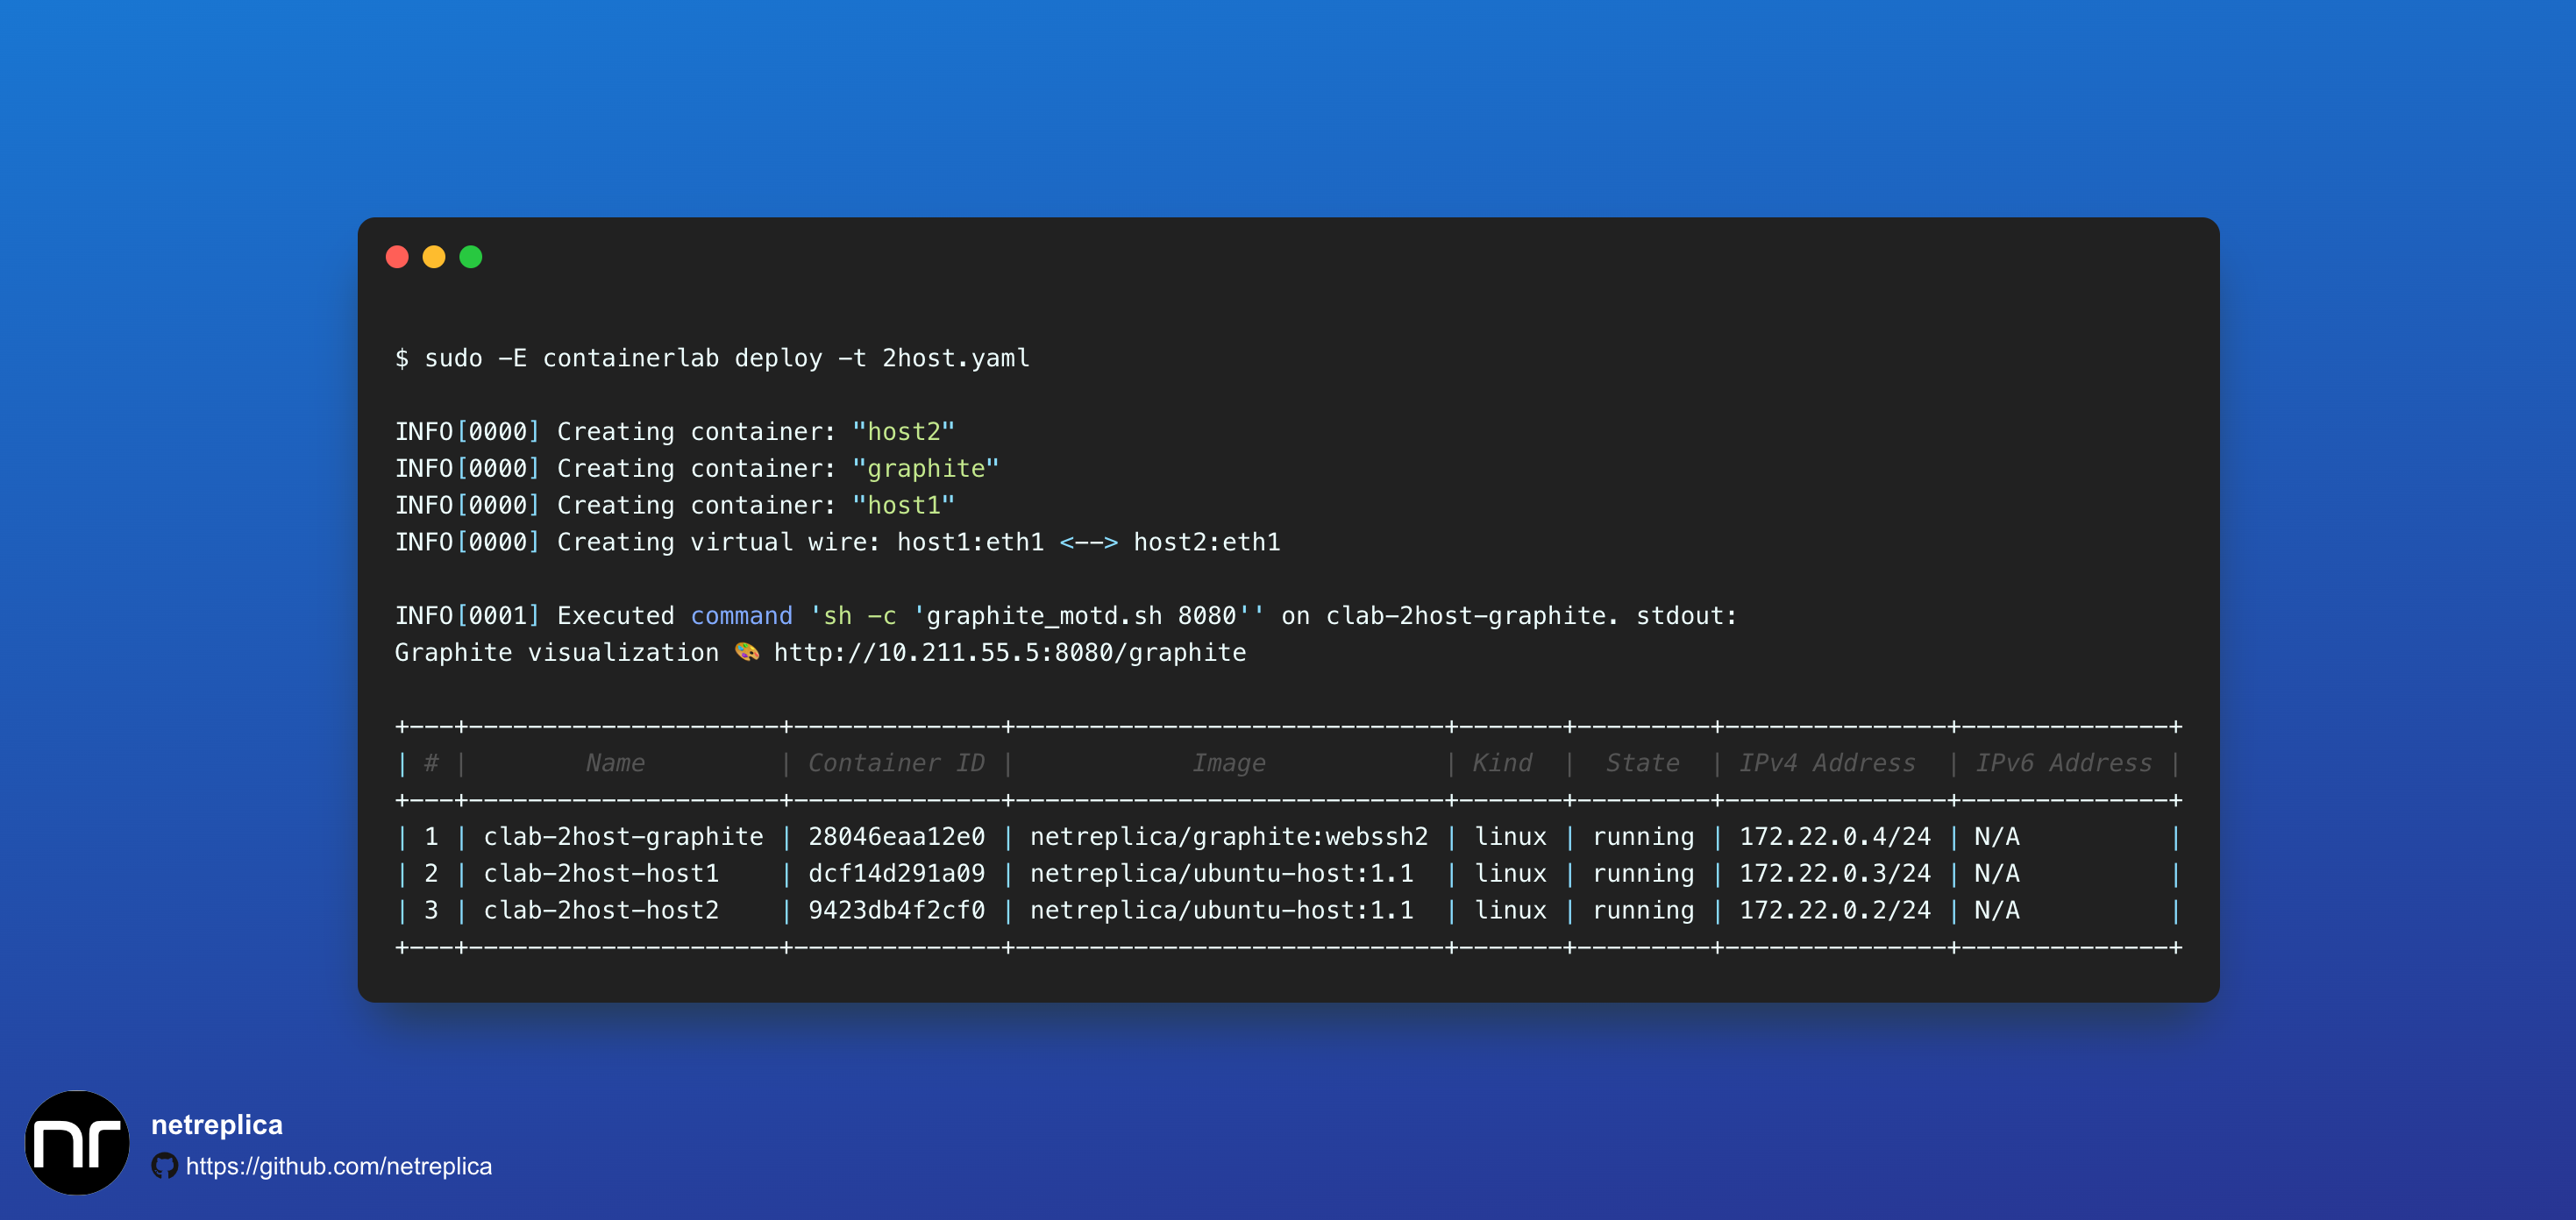 $ sudo -E containerlab deploy -t 2host.yaml
INFO[0000] Creating container: "host2"
INFO[0000] Creating container: "graphite"
INFO[0000] Creating container: "host1"
INFO[0000] Creating virtual wire: host1:eth1 <--> host2:eth1
INFO[0001] Executed command 'sh -c 'graphite_motd.sh 8080'' on clab-2host-graphite. stdout:
Graphite visualization 🎨 http://10.211.55.5:8080/graphite
+---+---------------------+--------------+-----------------------------+-------+---------+---------------+--------------+
| # |        Name         | Container ID |            Image            | Kind  |  State  | IPv4 Address  | IPv6 Address |
+---+---------------------+--------------+-----------------------------+-------+---------+---------------+--------------+
| 1 | clab-2host-graphite | 28046eaa12e0 | netreplica/graphite:webssh2 | linux | running | 172.22.0.4/24 | N/A          |
| 2 | clab-2host-host1    | dcf14d291a09 | netreplica/ubuntu-host:1.1  | linux | running | 172.22.0.3/24 | N/A          |
| 3 | clab-2host-host2    | 9423db4f2cf0 | netreplica/ubuntu-host:1.1  | linux | running | 172.22.0.2/24 | N/A          |
+---+---------------------+--------------+-----------------------------+-------+---------+---------------+--------------+
nr
netreplica
https://github.com/netreplica